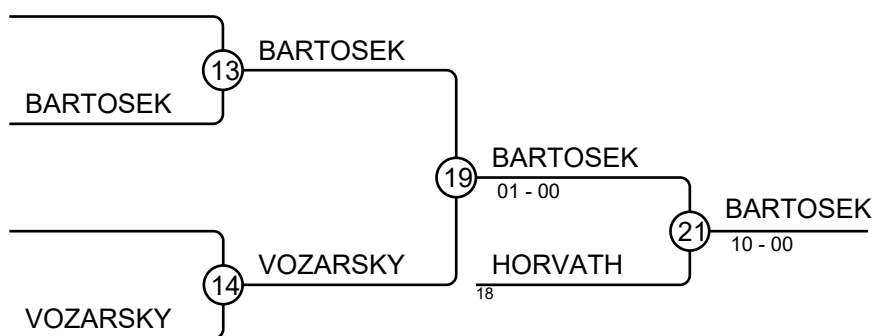 BARTOSEK
13
BARTOSEK
BARTOSEK
19
01 - 00
BARTOSEK
21
10 - 00
VOZARSKY
HORVATH
14
18
VOZARSKY